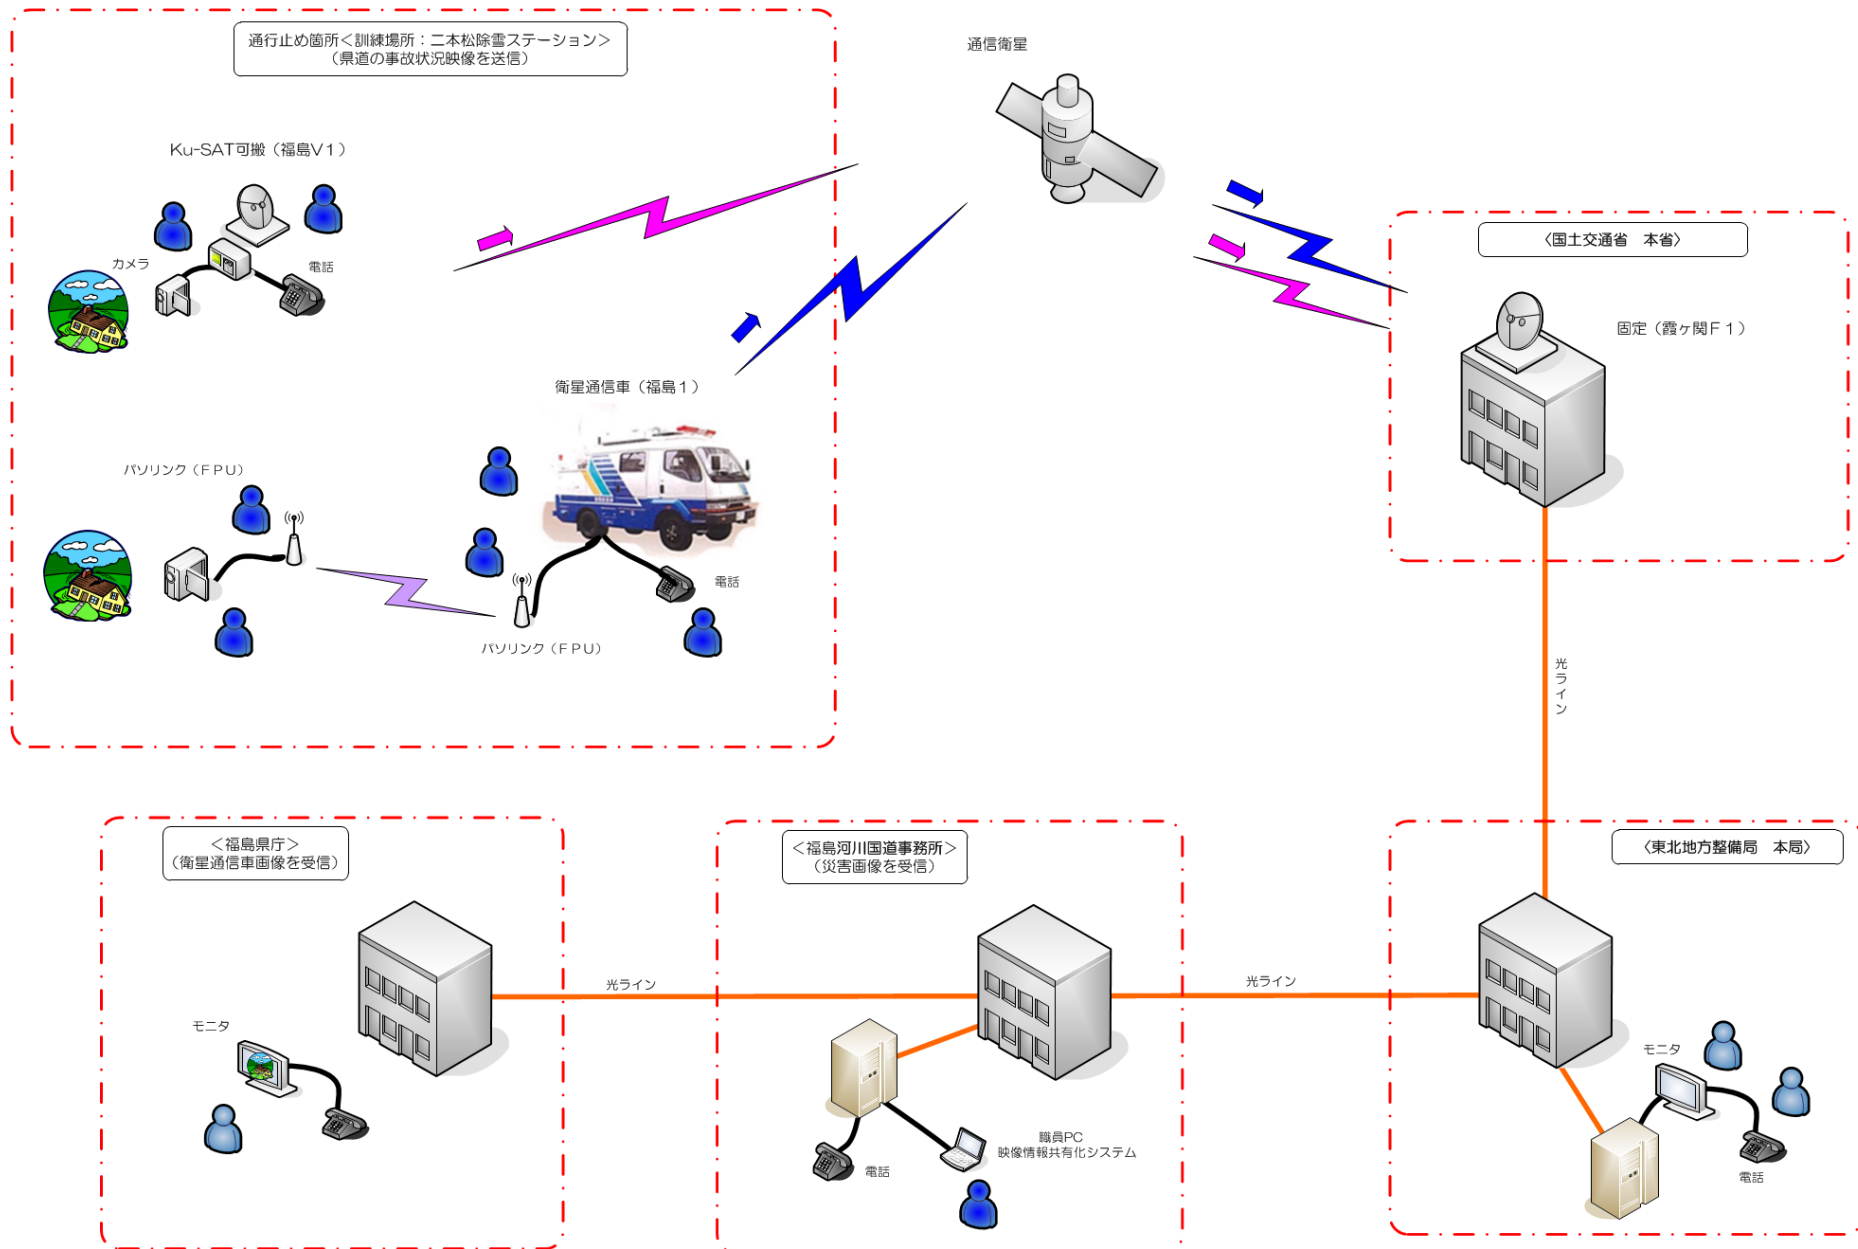 通行止め箇所＜訓練場所：二本松除雪ステーション＞
（県道の事故状況映像を送信）
通信衛星
Ku-SAT可搬（福島V１）
カメラ
電話
〈国土交通省　本省〉
固定（霞ヶ関Ｆ１）
衛星通信車（福島１）
パソリンク（ＦＰＵ）
電話
パソリンク（ＦＰＵ）
光ライン
＜福島県庁＞
（衛星通信車画像を受信）
＜福島河川国道事務所＞
（災害画像を受信）
〈東北地方整備局　本局〉
光ライン
光ライン
モニタ
モニタ
職員PC
映像情報共有化システム
電話
電話